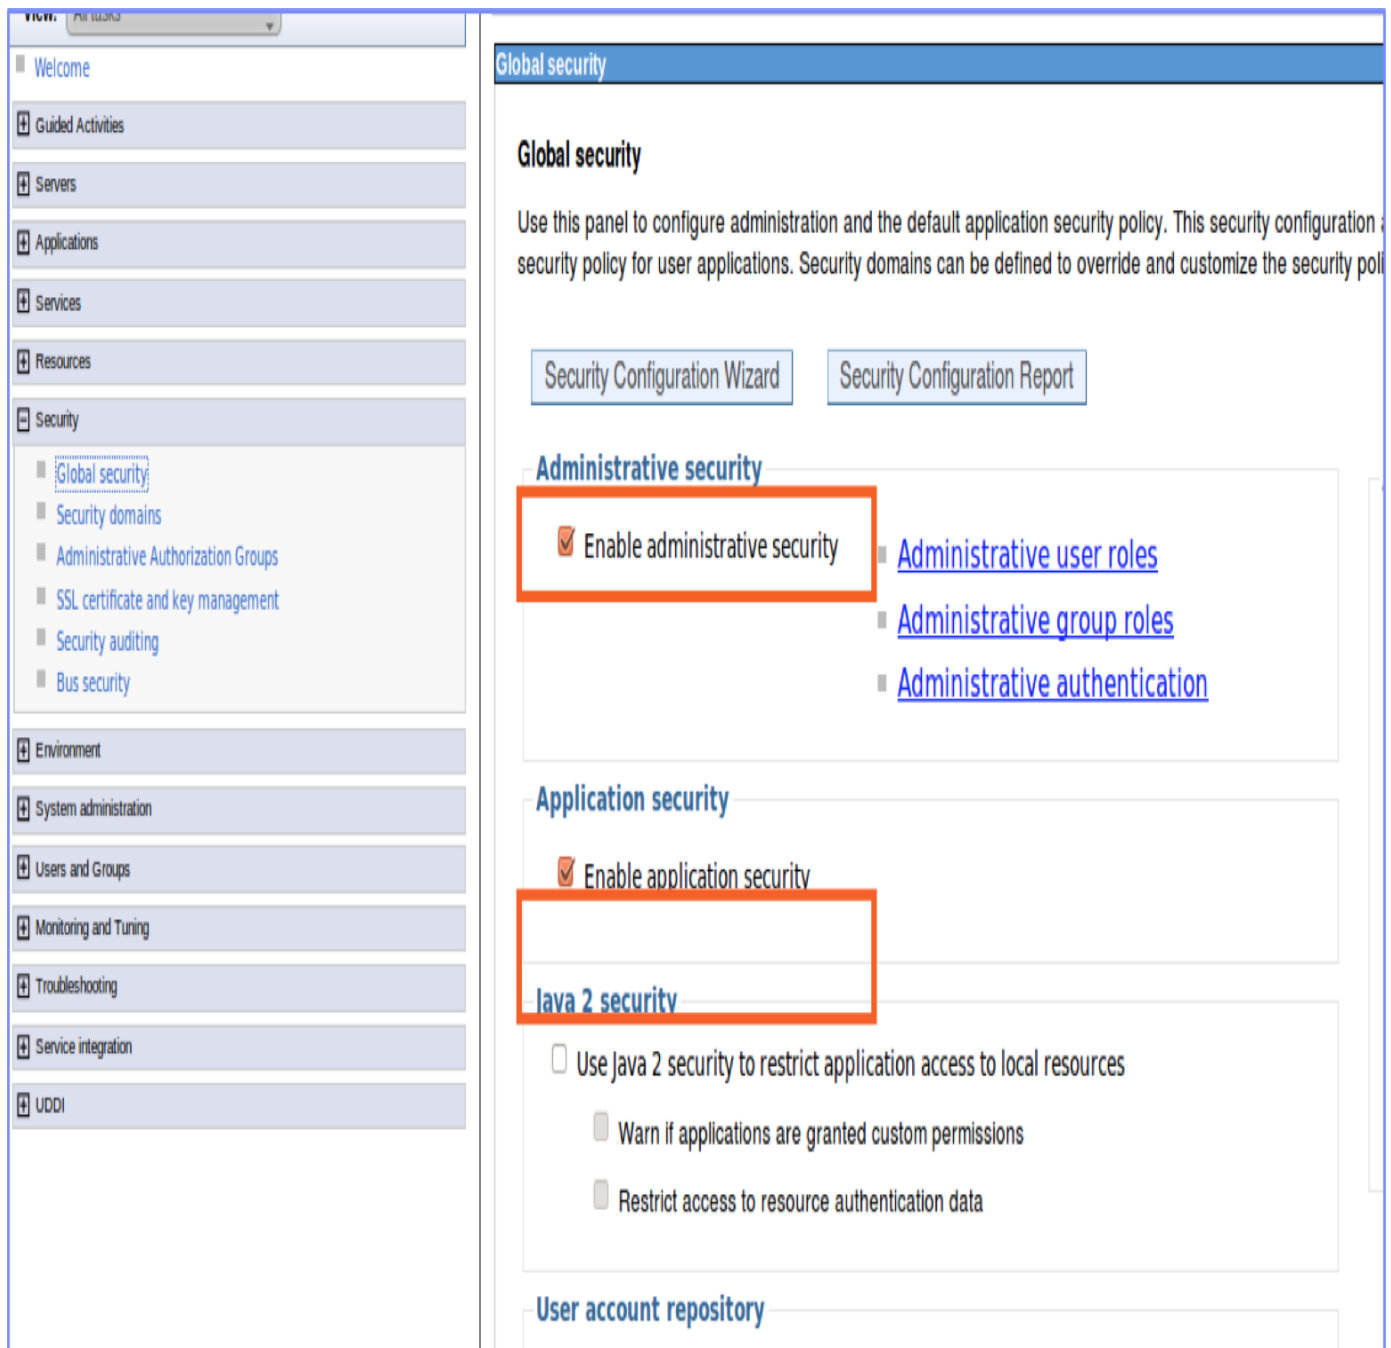 View: All tasks
Welcome
Guided Activities
Servers
Applications
Services
Resources
Security
Global security
Security domains
Administrative Authorization Groups
SSL certificate and key management
Security auditing
Bus security
Environment
System administration
Users and Groups
Monitoring and Tuning
Troubleshooting
Service integration
UDDI
Global security
Global security
Use this panel to configure administration and the default application security policy. This security configuration
security policy for user applications. Security domains can be defined to override and customize the security poli
Security Configuration Wizard
Security Configuration Report
Administrative security
Enable administrative security
Administrative user roles
Administrative group roles
Administrative authentication
Application security
Enable application security
Java 2 security
Use Java 2 security to restrict application access to local resources
Warn if applications are granted custom permissions
Restrict access to resource authentication data
User account repository